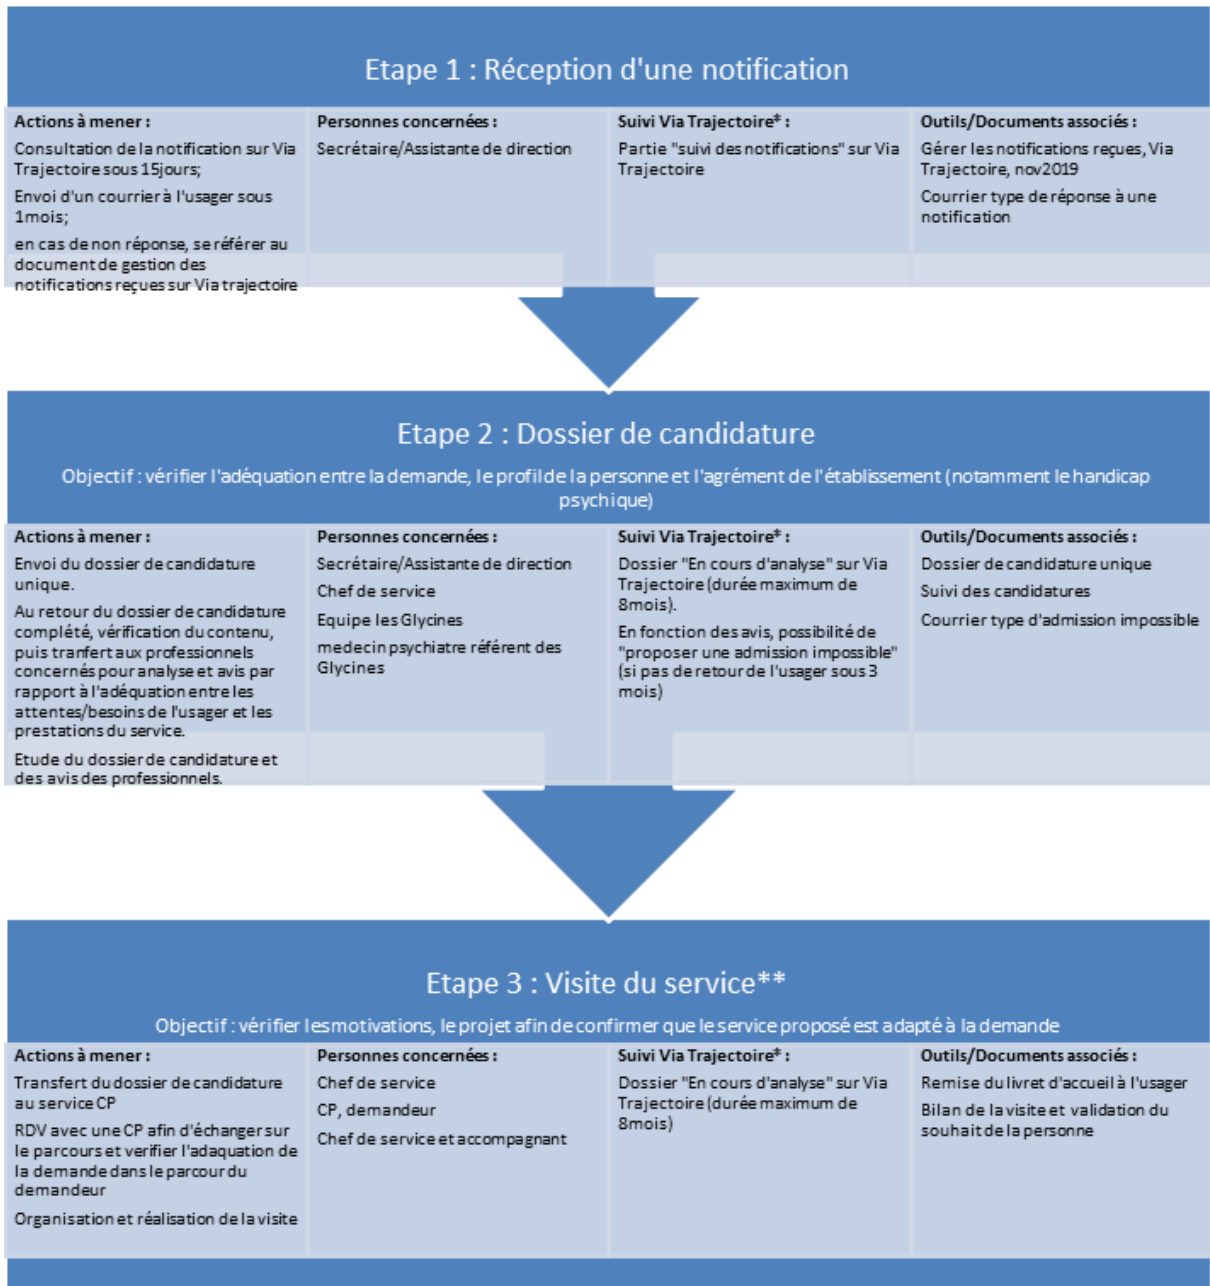 Etape 1 : Réception d'une notification
Actions à mener :
Consultation de la notification sur Via
Trajectoire sous 15jours;
Envoi d'un courrier à l'usager sous
1mois;
en cas de non réponse, se référer au
document de gestion des
notifications reçues sur Via trajectoire
Personnes concernées :
Secrétaire/Assistante de direction
Suivi Via Trajectoire* :
Partie "suivi des notifications" sur Via
Trajectoire
Outils/Documents associés :
Gérer les notifications reçues, Via
Trajectoire, nov2019
Courrier type de réponse à une
notification
Etape 2 : Dossier de candidature
Objectif : vérifier l'adéquation entre la demande, le profil de la personne et l'agrément de l'établissement (notamment le handicap
psychique)
Actions à mener :
Envoi du dossier de candidature
unique.
Au retour du dossier de candidature
complété, vérification du contenu,
puis tranfert aux professionnels
concernés pour analyse et avis par
rapport à l'adéquation entre les
attentes/besoins de l'usager et les
prestations du service.
Etude du dossier de candidature et
des avis des professionnels.
Personnes concernées :
Secrétaire/Assistante de direction
Chef de service
Equipe les Glycines
medecin psychiatre référent des
Glycines
Suivi Via Trajectoire* :
Dossier "En cours d'analyse" sur Via
Trajectoire (durée maximum de
8mois).
En fonction des avis, possibilité de
"proposer une admission impossible"
(si pas de retour de l'usager sous 3
mois)
Outils/Documents associés :
Dossier de candidature unique
Suivi des candidatures
Courrier type d'admission impossible
Etape 3 : Visite du service**
Objectif : vérifier les motivations, le projet afin de confirmer que le service proposé est adapté à la demande
Actions à mener :
Transfert du dossier de candidature
au service CP
RDV avec une CP afin d'échanger sur
le parcours et verifier l'adaquation de
la demande dans le parcour du
demandeur
Organisation et réalisation de la visite
Personnes concernées :
Chef de service
CP, demandeur
Chef de service et accompagnant
Suivi Via Trajectoire* :
Dossier "En cours d'analyse" sur Via
Trajectoire (durée maximum de
8mois)
Outils/Documents associés :
Remise du livret d'accueil à l'usager
Bilan de la visite et validation du
souhait de la personne